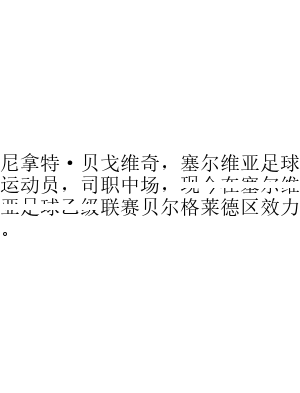 尼拿特·贝戈维奇，塞尔维亚足球
运动员，司职中场，现今在塞尔维
亚足球乙级联赛贝尔格莱德区效力
。